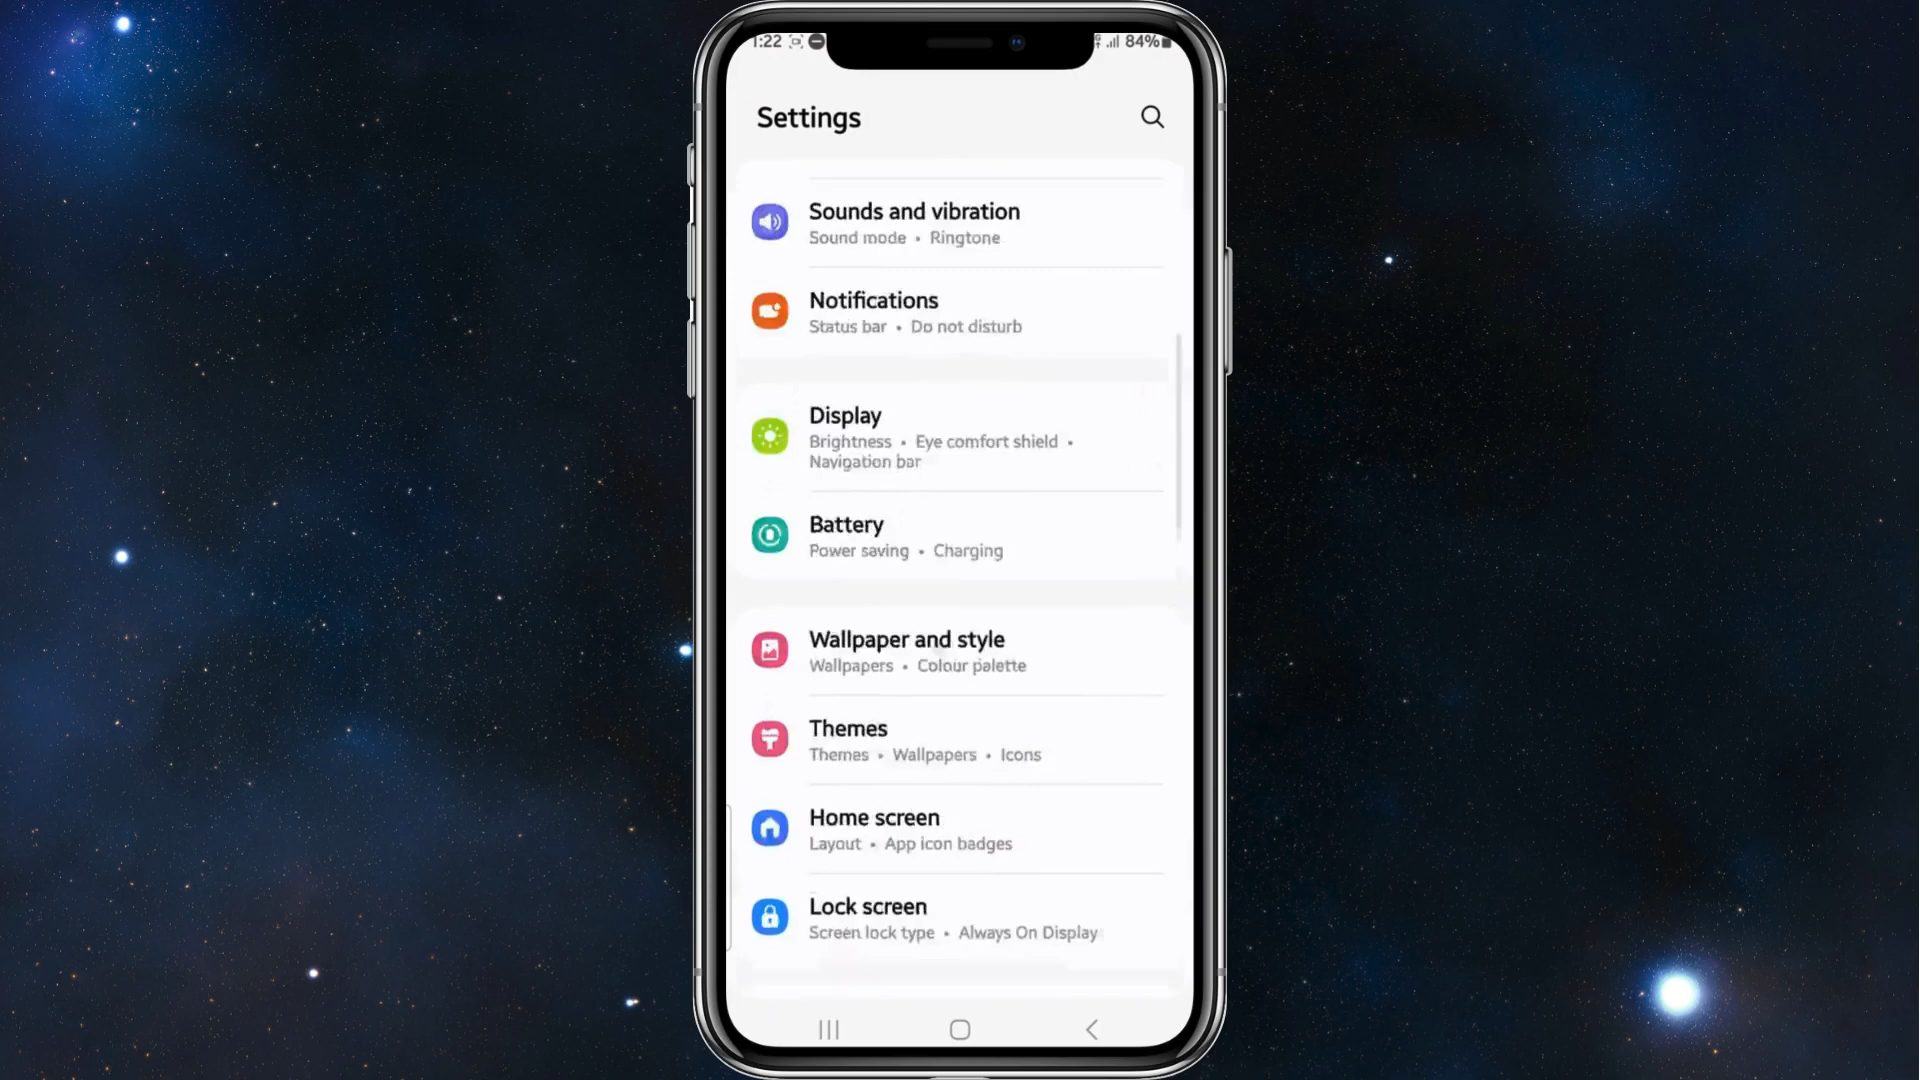 1:22 84%
Settings
Sounds and vibration
Sound mode • Ringtone
Notifications
Status bar • Do not disturb
Display
Brightness • Eye comfort shield •
Navigation bar
Battery
Power saving • Charging
Wallpaper and style
Wallpapers • Colour palette
Themes
Themes • Wallpapers • Icons
Home screen
Layout • App icon badges
Lock screen
Screen lock type • Always On Display